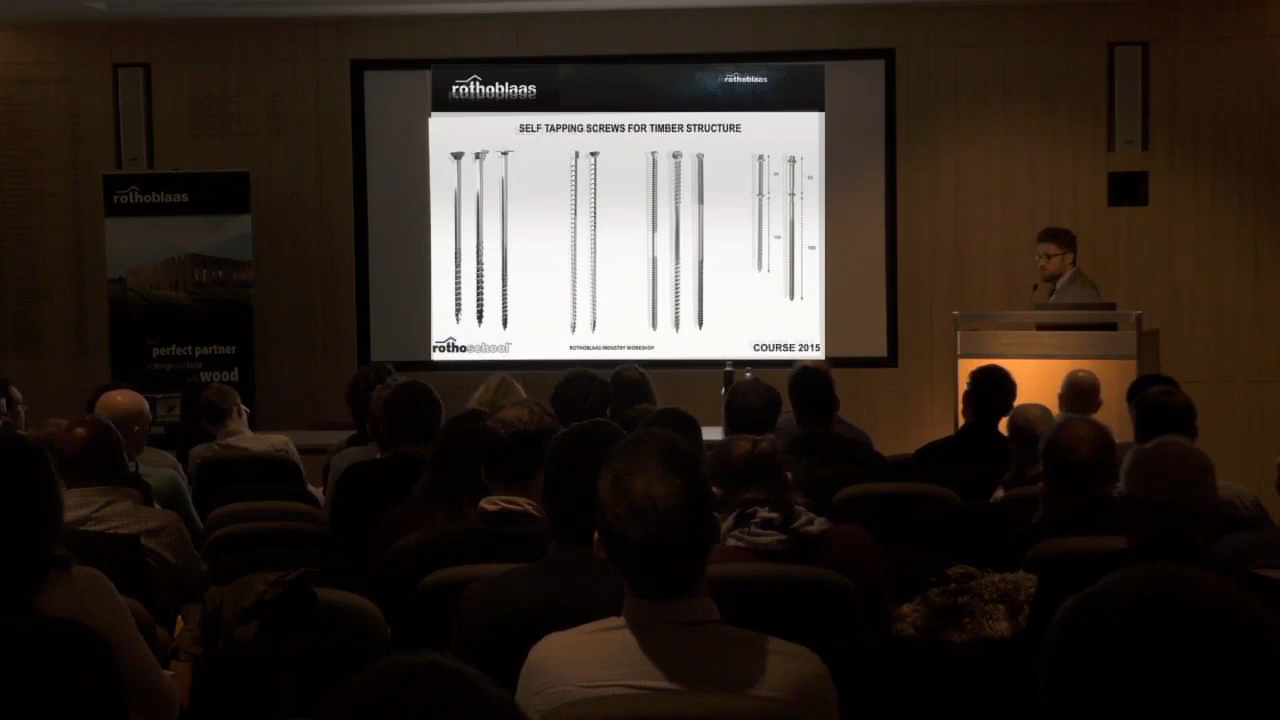 rothoblaas
rothoblaas
SELF TAPPING SCREWS FOR TIMBER STRUCTURE
rothoschool
ROTHOBLAAS INDUSTRY WORKSHOP
COURSE 2015
rothoblaas
perfect partner
wood